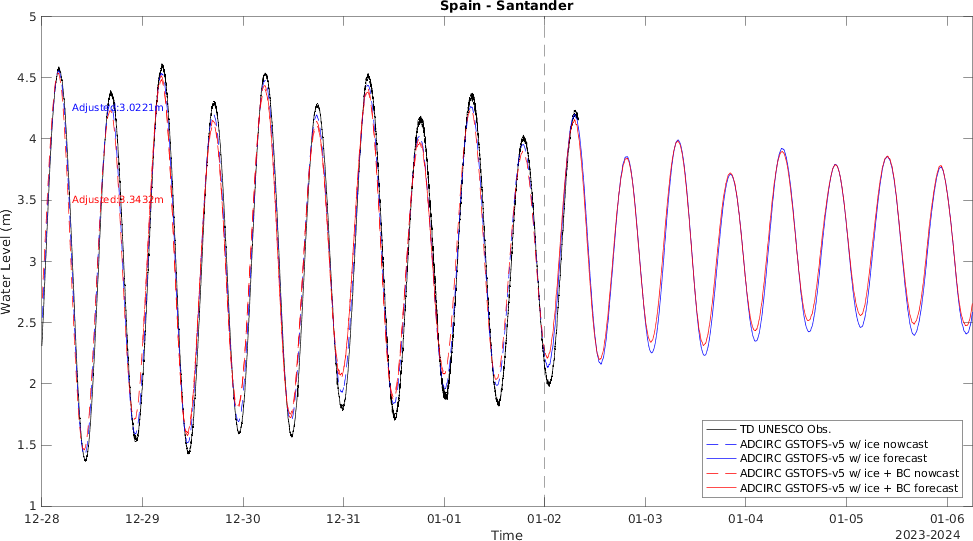 Spain - Santander
5
4.5
4
3.5
3
2.5
2
1.5
1
Water Level (m)
Adjusted:3.0221m
Adjusted:3.3432m
TD UNESCO Obs.
ADCIRC GSTOFS-v5 w/ ice nowcast
ADCIRC GSTOFS-v5 w/ ice forecast
ADCIRC GSTOFS-v5 w/ ice + BC nowcast
ADCIRC GSTOFS-v5 w/ ice + BC forecast
12-28 12-29 12-30 12-31 01-01 01-02 01-03 01-04 01-05 01-06
Time
2023-2024